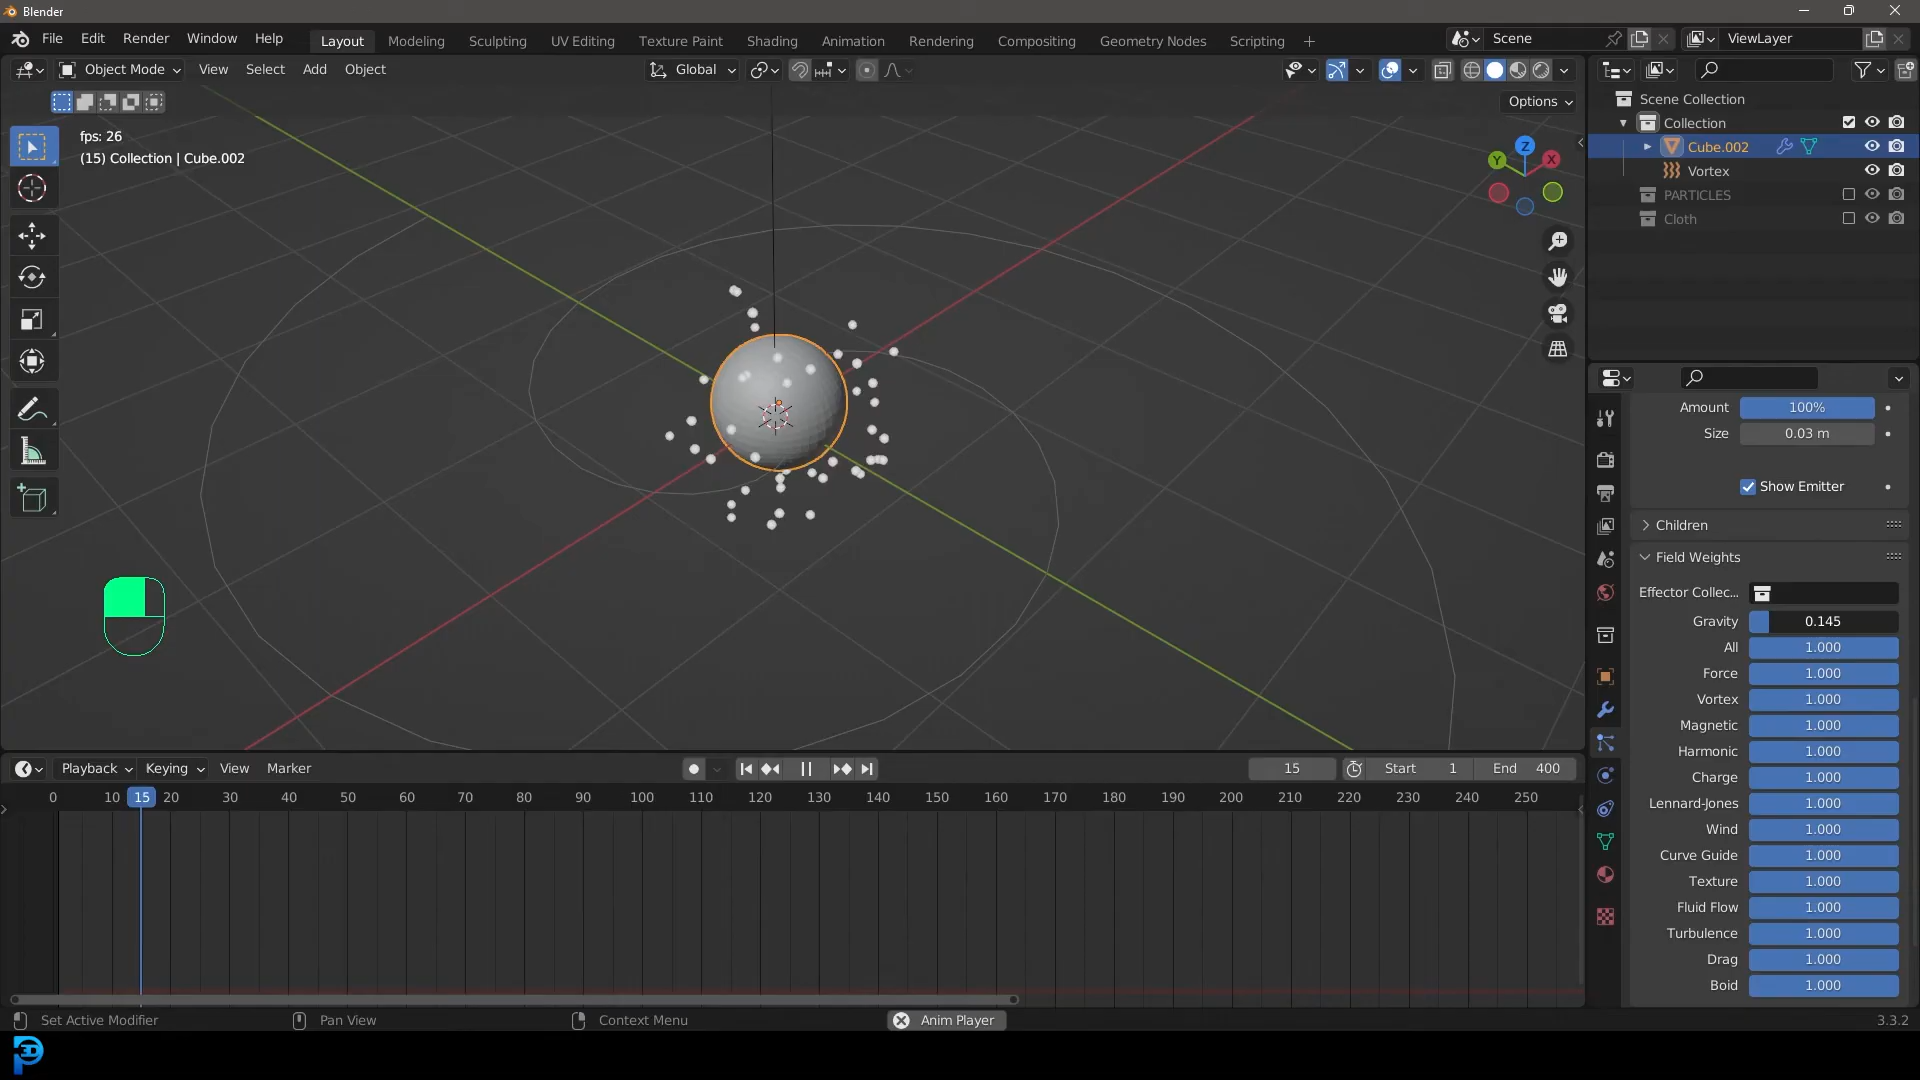 Blender
File Edit Render Window Help
Layout Modeling Sculpting UV Editing Texture Paint Shading Animation Rendering Compositing Geometry Nodes Scripting +
Scene
ViewLayer
Object Mode View Select Add Object
Global
Options
fps: 26
(15) Collection | Cube.002
Z
Y
X
Scene Collection
Collection
Cube.002
Vortex
PARTICLES
Cloth
Amount 100%
Size 0.03 m
Show Emitter
Children
Field Weights
Effector Collec...
Gravity 0.145
All 1.000
Force 1.000
Vortex 1.000
Magnetic 1.000
Harmonic 1.000
Charge 1.000
Lennard-Jones 1.000
Wind 1.000
Curve Guide 1.000
Texture 1.000
Fluid Flow 1.000
Turbulence 1.000
Drag 1.000
Boid 1.000
Playback Keying View Marker
15 Start 1 End 400
0 10 15 20 30 40 50 60 70 80 90 100 110 120 130 140 150 160 170 180 190 200 210 220 230 240 250
Set Active Modifier Pan View Context Menu Anim Player 3.3.2